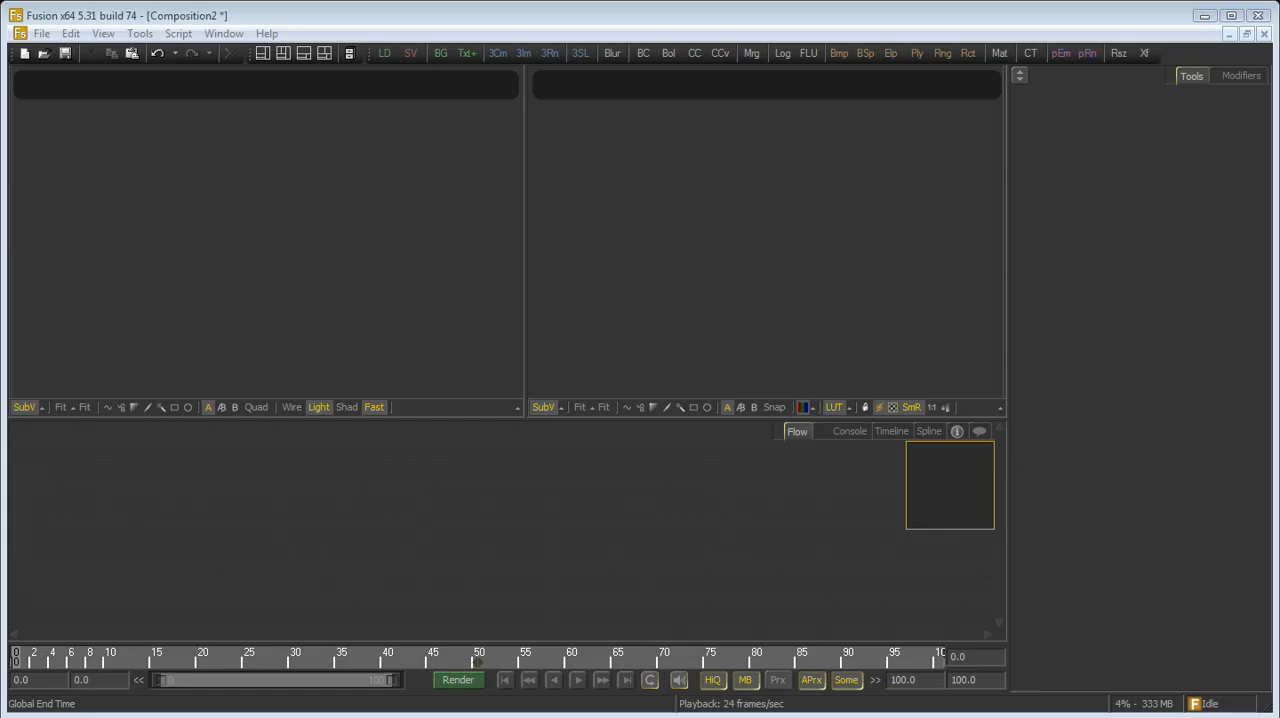 Fusion x64 5.31 build 74 - [Composition2 *]
File Edit View Tools Script Window Help
LD SV BG Txt+ 3Cm 3Im 3Rn 3SL Blur BC Bol CC CCv Mrg Log FLU Bmp BSp Elp Ply Rng Rct Mat CT pEm pRn Rsz Xf
Tools Modifiers
SubV Fit Fit A B Quad Wire Light Shad Fast
SubV Fit Fit A B Snap LUT SmR 1:1
Flow Console Timeline Spline
0 2 4 6 8 10 15 20 25 30 35 40 45 50 55 60 65 70 75 80 85 90 95 10 0.0
0.0 0.0 << 0 100 Render HiQ MB Prx APrx Some >> 100.0 100.0
Global End Time Playback: 24 frames/sec 4% - 333 MB Idle